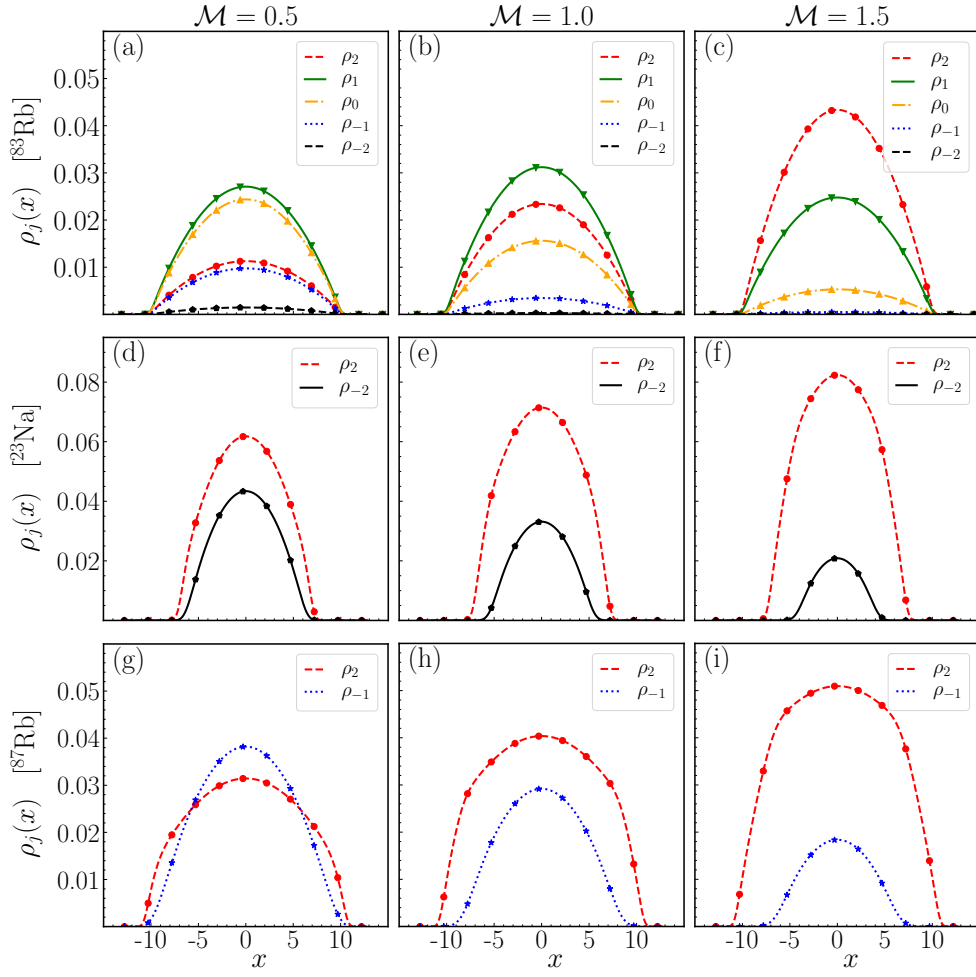 ℳ = 0.5 ℳ = 1.0 ℳ = 1.5
(a) (b) (c)
ρ₂ ρ₂ ρ₂
ρ₁ ρ₁ ρ₁
ρ₀ ρ₀ ρ₀
ρ₋₁ ρ₋₁ ρ₋₁
ρ₋₂ ρ₋₂ ρ₋₂
ρⱼ(x) [⁸³Rb]
0.05
0.04
0.03
0.02
0.01
(d) (e) (f)
ρ₂ ρ₂ ρ₂
ρ₋₂ ρ₋₂ ρ₋₂
ρⱼ(x) [²³Na]
0.08
0.06
0.04
0.02
(g) (h) (i)
ρ₂ ρ₂ ρ₂
ρ₋₁ ρ₋₁ ρ₋₁
ρⱼ(x) [⁸⁷Rb]
0.05
0.04
0.03
0.02
0.01
-10 -5 0 5 10 -10 -5 0 5 10 -10 -5 0 5 10
x x x